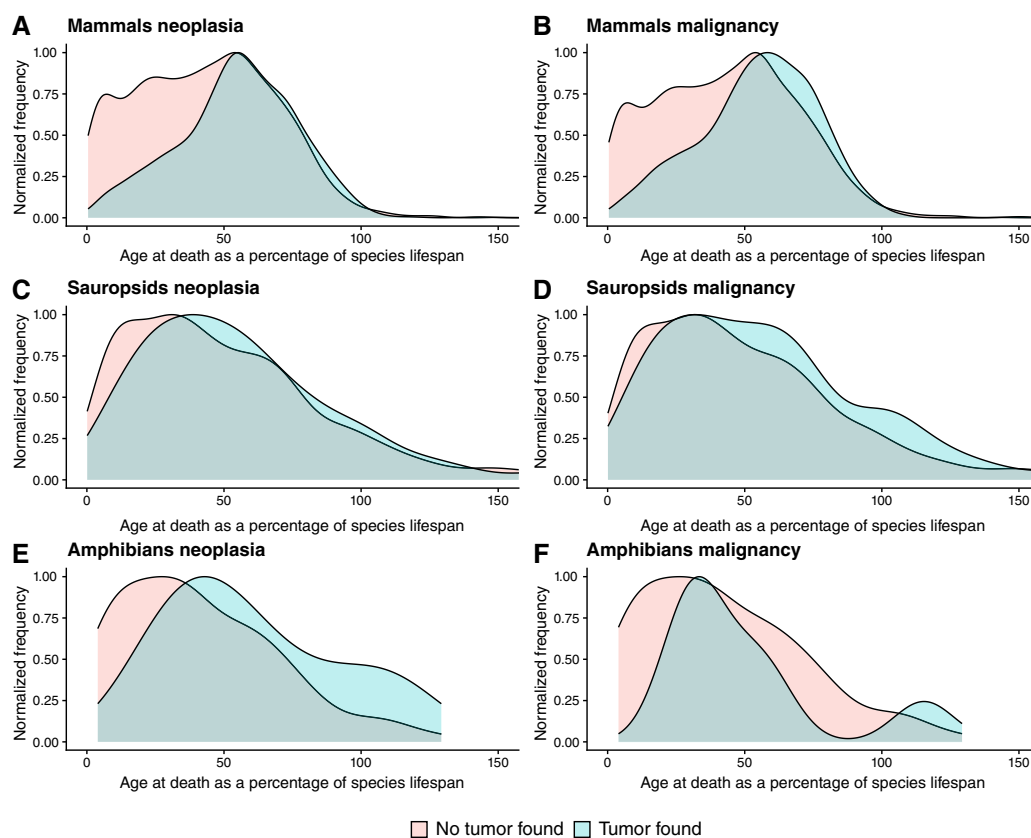 A Mammals neoplasia
Normalized frequency
1.00
0.75
0.50
0.25
0.00
0 50 100 150
Age at death as a percentage of species lifespan
B Mammals malignancy
Normalized frequency
1.00
0.75
0.50
0.25
0.00
0 50 100 150
Age at death as a percentage of species lifespan
C Sauropsids neoplasia
Normalized frequency
1.00
0.75
0.50
0.25
0.00
0 50 100 150
Age at death as a percentage of species lifespan
D Sauropsids malignancy
Normalized frequency
1.00
0.75
0.50
0.25
0.00
0 50 100 150
Age at death as a percentage of species lifespan
E Amphibians neoplasia
Normalized frequency
1.00
0.75
0.50
0.25
0.00
0 50 100 150
Age at death as a percentage of species lifespan
F Amphibians malignancy
Normalized frequency
1.00
0.75
0.50
0.25
0.00
0 50 100 150
Age at death as a percentage of species lifespan
No tumor found Tumor found